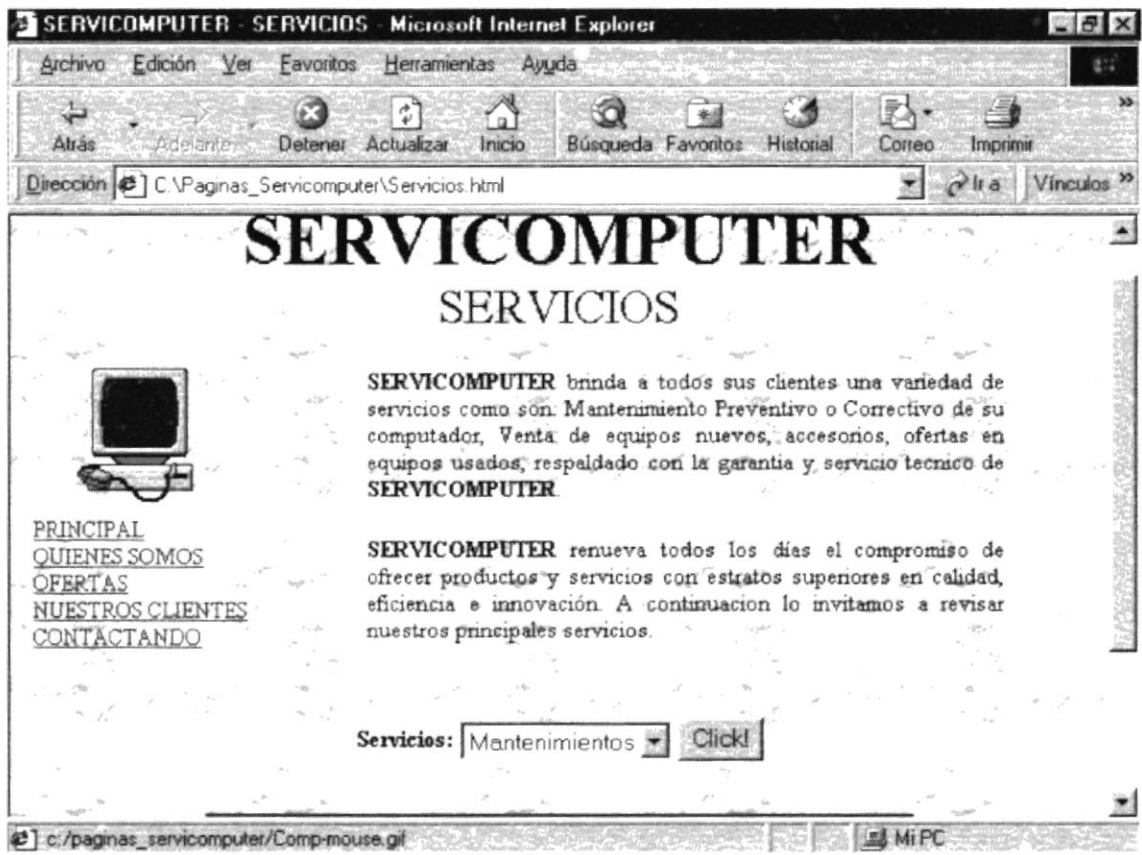 SERVICOMPUTER - SERVICIOS - Microsoft Internet Explorer
Archivo Edición Ver Favoritos Herramientas Ayuda
Atrás Adelante Detener Actualizar Inicio Búsqueda Favoritos Historial Correo Imprimir »
Dirección C:\Paginas_Servicomputer\Servicios.html Ir a Vínculos »
SERVICOMPUTER
SERVICIOS
SERVICOMPUTER brinda a todos sus clientes una variedad de
servicios como son: Mantenimiento Preventivo o Correctivo de su
computador, Venta de equipos nuevos, accesorios, ofertas en
equipos usados, respaldado con la garantia y servicio tecnico de
SERVICOMPUTER.
PRINCIPAL
QUIENES SOMOS
OFERTAS
NUESTROS CLIENTES
CONTACTANDO
SERVICOMPUTER renueva todos los días el compromiso de
ofrecer productos y servicios con estratos superiores en calidad,
eficiencia e innovación. A continuacion lo invitamos a revisar
nuestros principales servicios.
Servicios: Mantenimientos Click!
c:/paginas_servicomputer/Comp-mouse.gif Mi PC